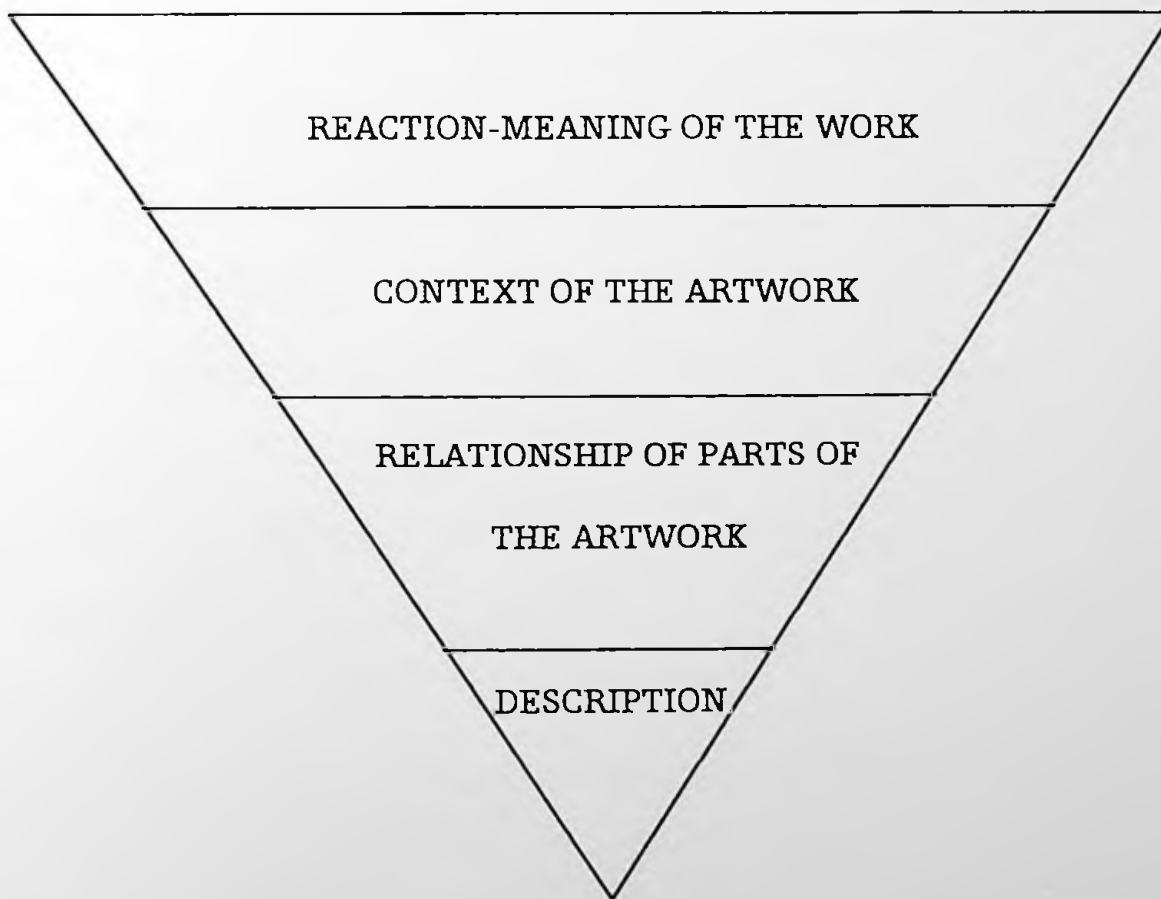 REACTION-MEANING OF THE WORK
CONTEXT OF THE ARTWORK
RELATIONSHIP OF PARTS OF
THE ARTWORK
DESCRIPTION